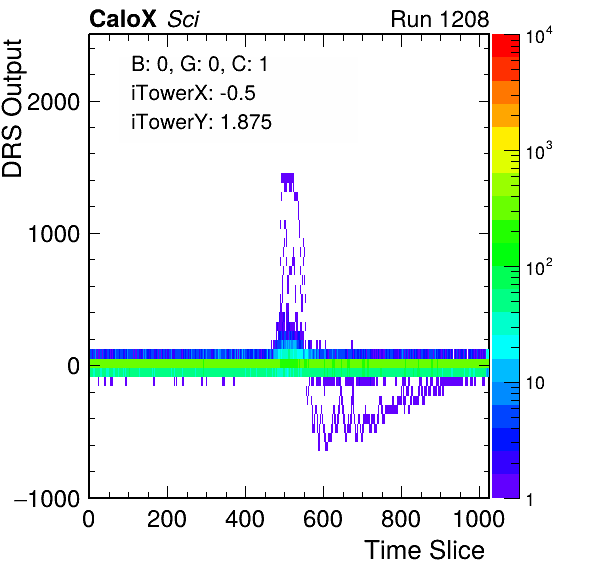 CaloX Sci Run 1208
DRS Output
B: 0, G: 0, C: 1
iTowerX: -0.5
iTowerY: 1.875
2000
1000
0
−1000
0 200 400 600 800 1000
Time Slice
10⁴
10³
10²
10
1